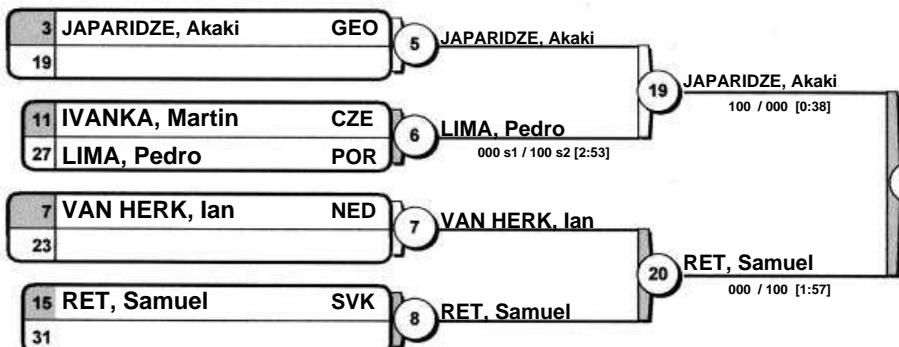 3 JAPARIDZE, Akaki GEO
19
5 JAPARIDZE, Akaki
11 IVANKA, Martin CZE
27 LIMA, Pedro POR
6 LIMA, Pedro
000 s1 / 100 s2 [2:53]
19 JAPARIDZE, Akaki
100 / 000 [0:38]
7 VAN HERK, Ian NED
23
7 VAN HERK, Ian
15 RET, Samuel SVK
31
8 RET, Samuel
20 RET, Samuel
000 / 100 [1:57]